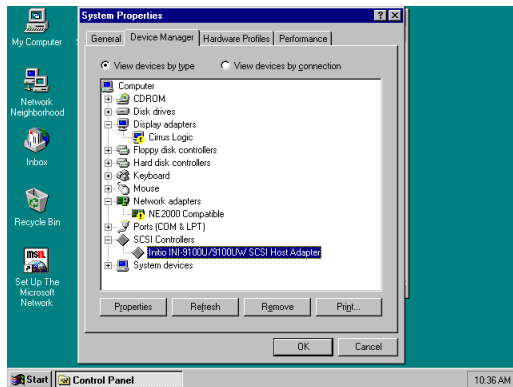 System Properties
General Device Manager Hardware Profiles Performance
View devices by type View devices by connection
Computer
CDROM
Disk drives
Display adapters
Cirrus Logic
Floppy disk controllers
Hard disk controllers
Keyboard
Mouse
Network adapters
NE2000 Compatible
Ports (COM & LPT)
SCSI Controllers
Initio INI-9100U/9100UW SCSI Host Adapter
System devices
Properties Refresh Remove Print...
OK Cancel
My Computer
Network
Neighborhood
Inbox
Recycle Bin
msn.
Set Up The
Microsoft
Network
Start Control Panel 10:36 AM